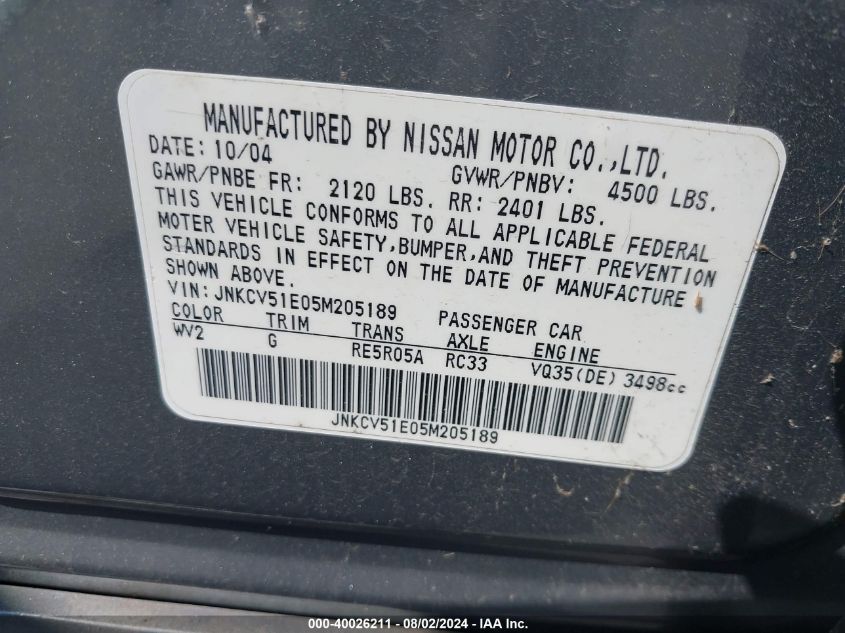 MANUFACTURED BY NISSAN MOTOR CO.,LTD.
DATE: 10/04 GVWR/PNBV: 4500 LBS.
GAWR/PNBE FR: 2120 LBS. RR: 2401 LBS.
THIS VEHICLE CONFORMS TO ALL APPLICABLE FEDERAL
MOTER VEHICLE SAFETY,BUMPER,AND THEFT PREVENTION
STANDARDS IN EFFECT ON THE DATE OF MANUFACTURE
SHOWN ABOVE.
VIN: JNKCV51E05M205189 PASSENGER CAR
COLOR TRIM TRANS AXLE ENGINE
WV2 G RE5R05A RC33 VQ35(DE) 3498cc
JNKCV51E05M205189
000-40026211 - 08/02/2024 - IAA, Inc.